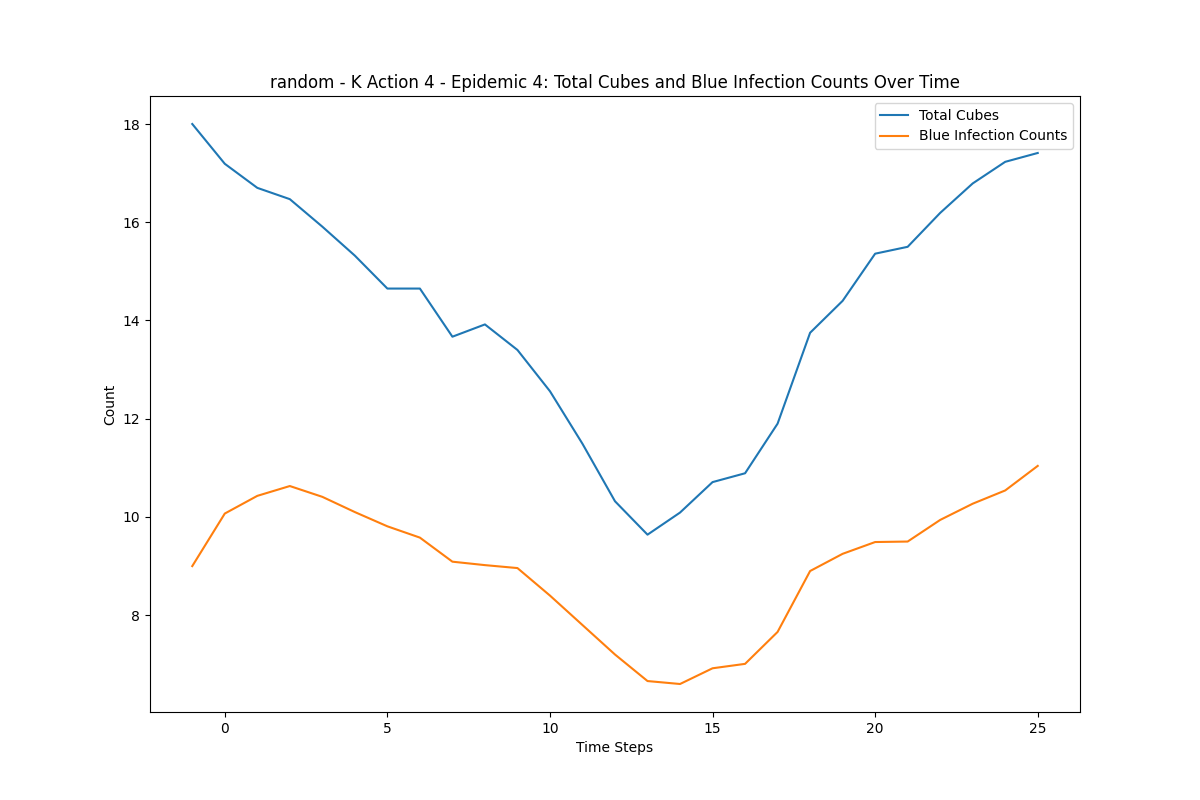 random - K Action 4 - Epidemic 4: Total Cubes and Blue Infection Counts Over Time
Total Cubes
Blue Infection Counts
18
16
14
12
10
8
Count
0 5 10 15 20 25
Time Steps